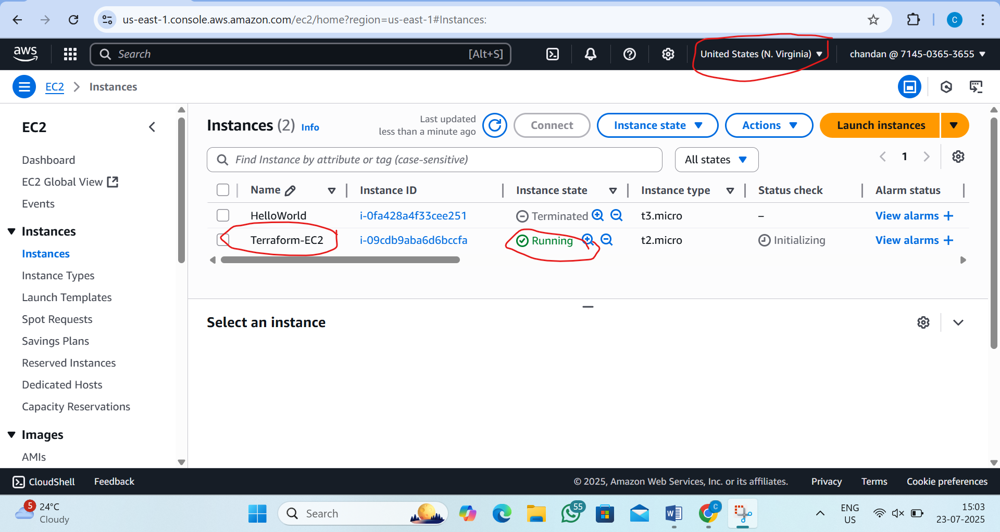 us-east-1.console.aws.amazon.com/ec2/home?region=us-east-1#Instances:
C
aws
Search
[Alt+S]
United States (N. Virginia)
chandan @ 7145-0365-3655
EC2
Instances
EC2
Dashboard
EC2 Global View
Events
Instances
Instances
Instance Types
Launch Templates
Spot Requests
Savings Plans
Reserved Instances
Dedicated Hosts
Capacity Reservations
Images
AMIs
Instances (2) Info
Last updated
less than a minute ago
Connect
Instance state
Actions
Launch instances
Find Instance by attribute or tag (case-sensitive)
All states
1
Name Instance ID Instance state Instance type Status check Alarm status
HelloWorld i-0fa428a4f33cee251 Terminated t3.micro – View alarms +
Terraform-EC2 i-09cdb9aba6d6bccfa Running t2.micro Initializing View alarms +
Select an instance
CloudShell
Feedback
© 2025, Amazon Web Services, Inc. or its affiliates.
Privacy
Terms
Cookie preferences
5
24°C
Cloudy
Search
55
W
C
ENG
US
15:03
23-07-2025